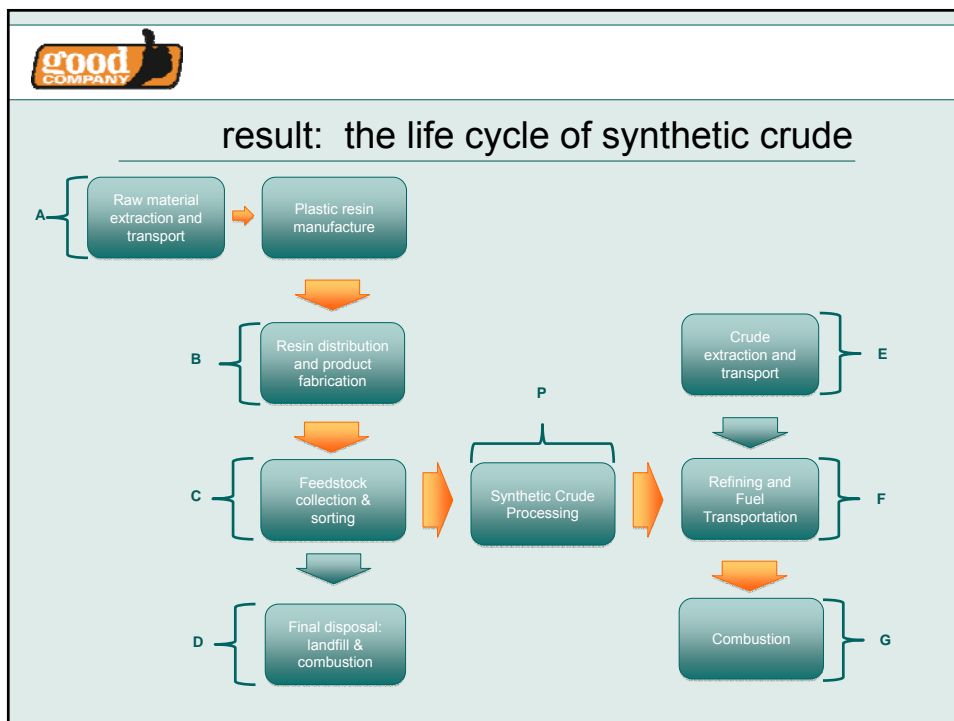 good
COMPANY
result: the life cycle of synthetic crude
A
Raw material
extraction and
transport
Plastic resin
manufacture
B
Resin distribution
and product
fabrication
Crude
extraction and
transport
E
P
C
Feedstock
collection &
sorting
Synthetic Crude
Processing
Refining and
Fuel
Transportation
F
D
Final disposal:
landfill &
combustion
Combustion
G